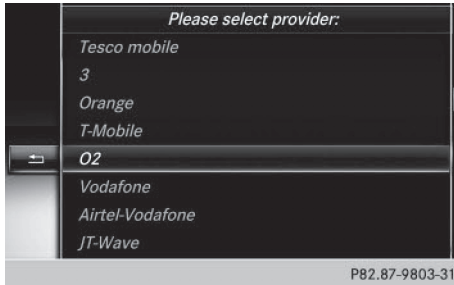 Please select provider:
Tesco mobile
3
Orange
T-Mobile
O2
Vodafone
Airtel-Vodafone
JT-Wave
P82.87-9803-31